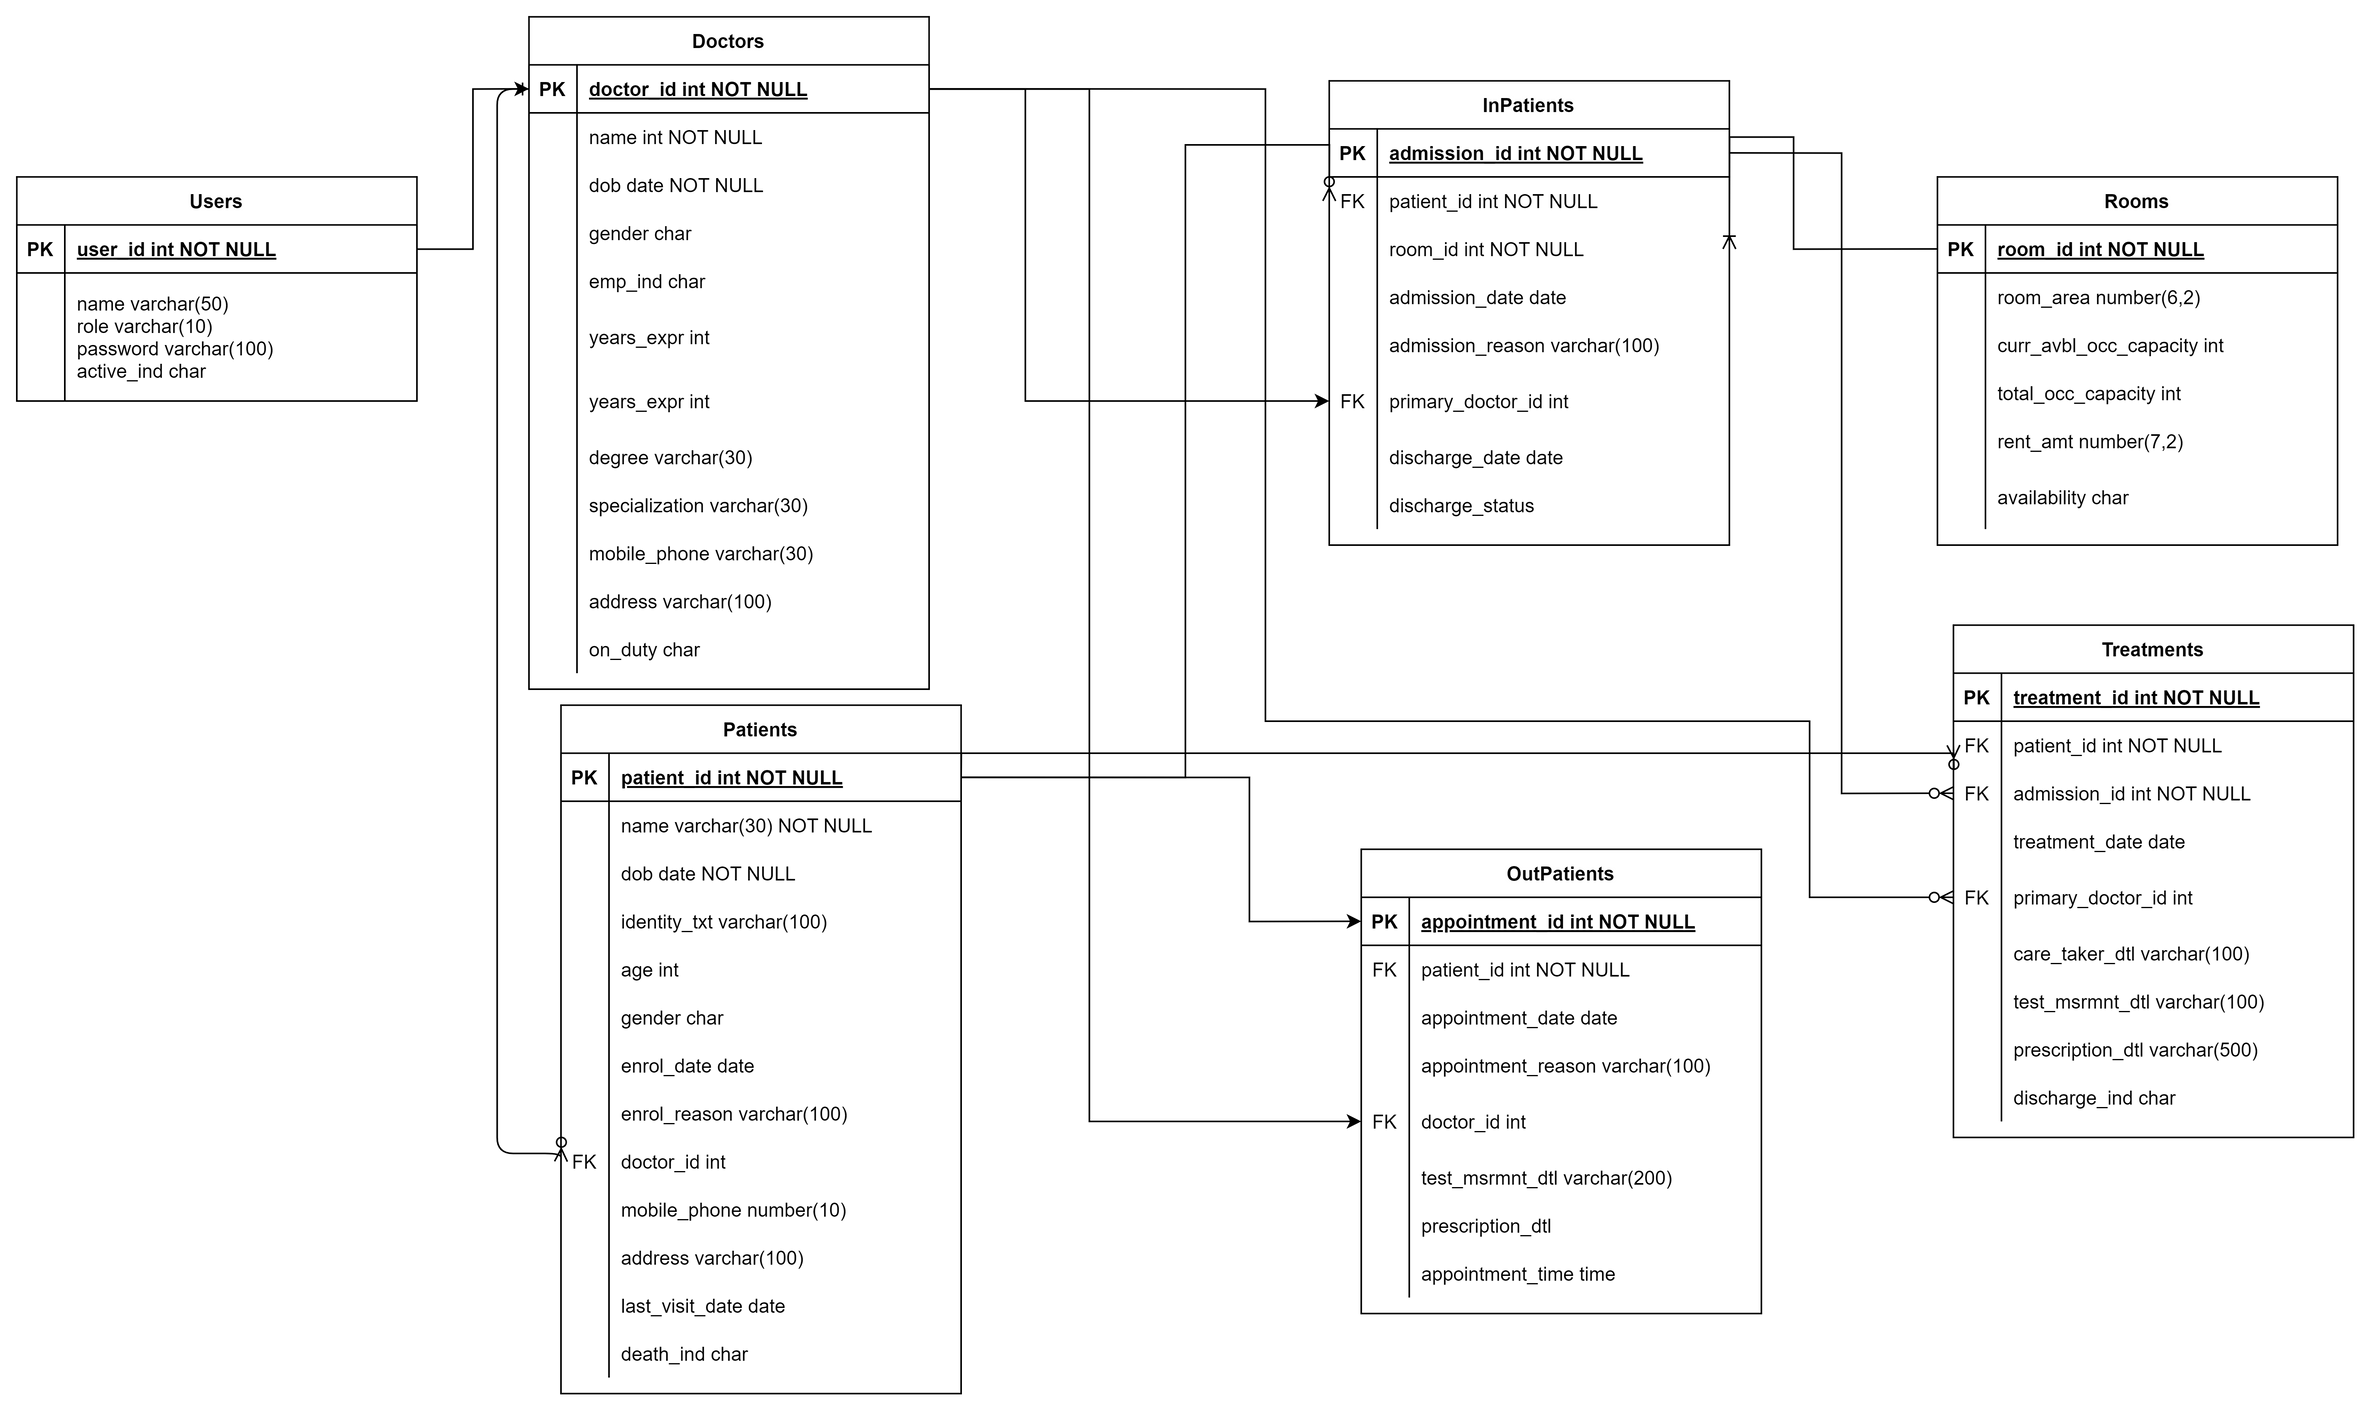 Doctors
PK doctor_id int NOT NULL
name int NOT NULL
dob date NOT NULL
gender char
emp_ind char
years_expr int
years_expr int
degree varchar(30)
specialization varchar(30)
mobile_phone varchar(30)
address varchar(100)
on_duty char
Users
PK user_id int NOT NULL
name varchar(50)
role varchar(10)
password varchar(100)
active_ind char
InPatients
PK admission_id int NOT NULL
FK patient_id int NOT NULL
room_id int NOT NULL
admission_date date
admission_reason varchar(100)
FK primary_doctor_id int
discharge_date date
discharge_status
Rooms
PK room_id int NOT NULL
room_area number(6,2)
curr_avbl_occ_capacity int
total_occ_capacity int
rent_amt number(7,2)
availability char
Patients
PK patient_id int NOT NULL
name varchar(30) NOT NULL
dob date NOT NULL
identity_txt varchar(100)
age int
gender char
enrol_date date
enrol_reason varchar(100)
FK doctor_id int
mobile_phone number(10)
address varchar(100)
last_visit_date date
death_ind char
OutPatients
PK appointment_id int NOT NULL
FK patient_id int NOT NULL
appointment_date date
appointment_reason varchar(100)
FK doctor_id int
test_msrmnt_dtl varchar(200)
prescription_dtl
appointment_time time
Treatments
PK treatment_id int NOT NULL
FK patient_id int NOT NULL
FK admission_id int NOT NULL
treatment_date date
FK primary_doctor_id int
care_taker_dtl varchar(100)
test_msrmnt_dtl varchar(100)
prescription_dtl varchar(500)
discharge_ind char